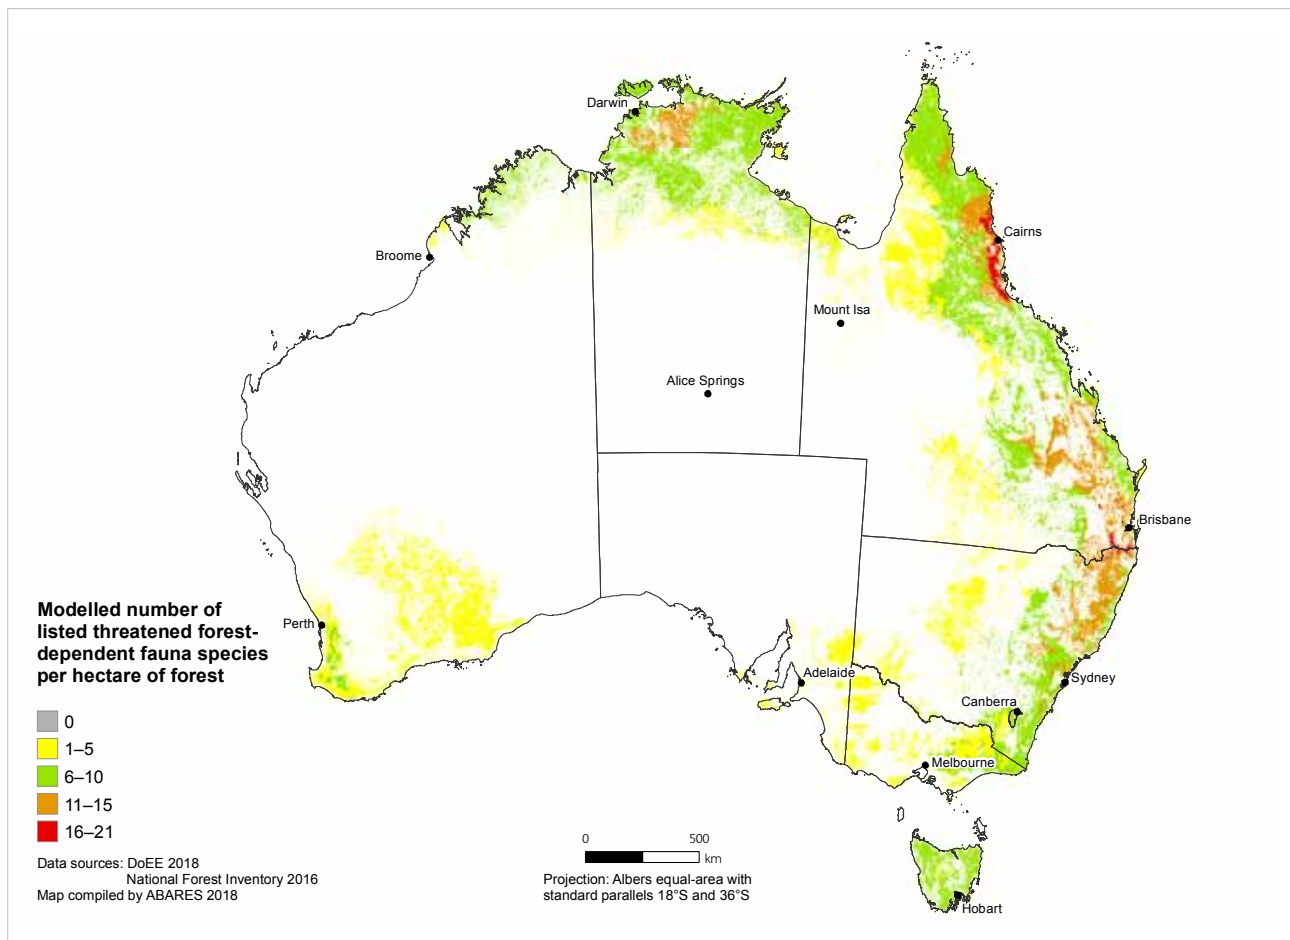 Darwin
Cairns
Broome
Mount Isa
Alice Springs
Brisbane
Modelled number of
listed threatened forest-
dependent fauna species
per hectare of forest
Perth
Adelaide
Sydney
Canberra
Melbourne
Hobart
0
1–5
6–10
11–15
16–21
Data sources: DoEE 2018
National Forest Inventory 2016
Map compiled by ABARES 2018
0 500
km
Projection: Albers equal-area with
standard parallels 18°S and 36°S